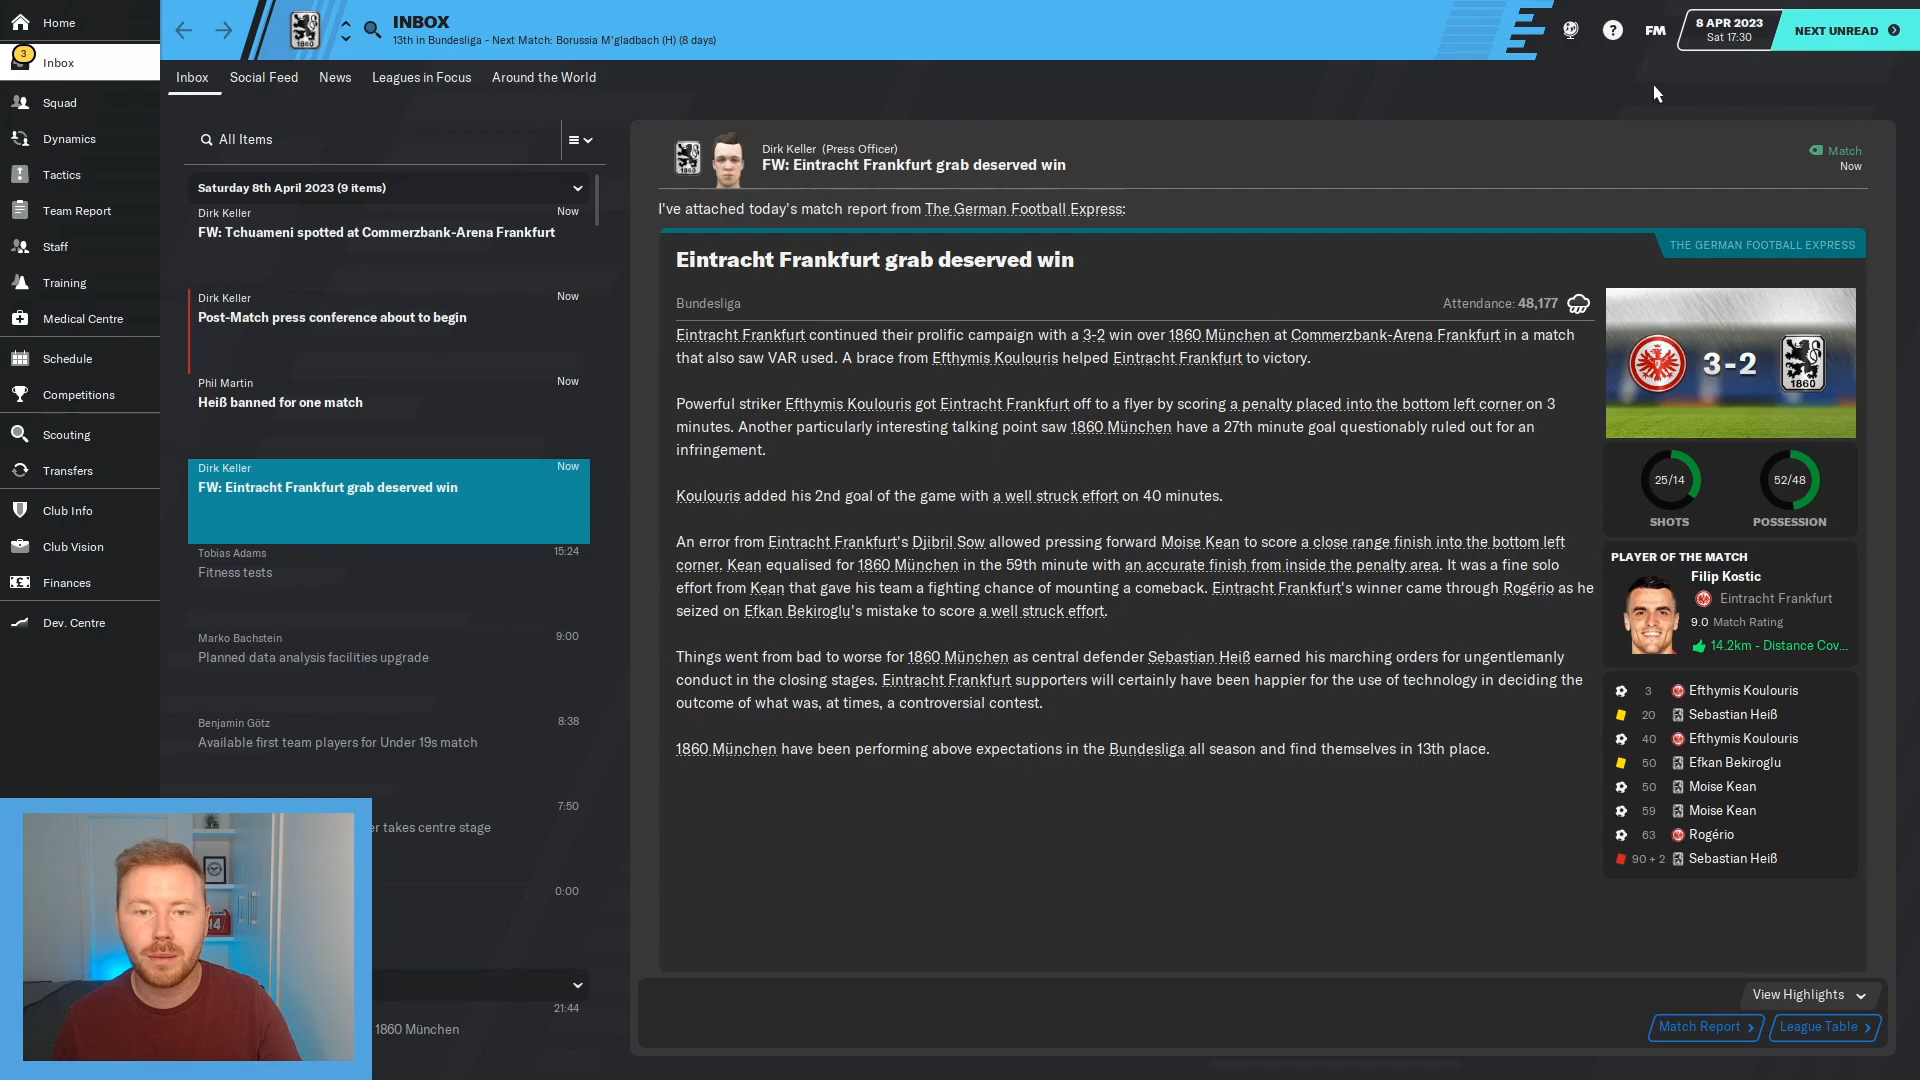 Home
3
Inbox
Squad
Dynamics
Tactics
Team Report
Staff
Training
Medical Centre
Schedule
Competitions
Scouting
Transfers
Club Info
Club Vision
Finances
Dev. Centre
1860
INBOX
13th in Bundesliga - Next Match: Borussia M'gladbach (H) (8 days)
?
FM
8 APR 2023
Sat 17:30
NEXT UNREAD
Inbox
Social Feed
News
Leagues in Focus
Around the World
All Items
Saturday 8th April 2023 (9 items)
Dirk Keller
Now
FW: Tchuameni spotted at Commerzbank-Arena Frankfurt
Dirk Keller
Now
Post-Match press conference about to begin
Phil Martin
Now
Heiß banned for one match
Dirk Keller
Now
FW: Eintracht Frankfurt grab deserved win
Tobias Adams
15:24
Fitness tests
Marko Bachstein
9:00
Planned data analysis facilities upgrade
Benjamin Götz
8:38
Available first team players for Under 19s match
7:50
er takes centre stage
0:00
21:44
1860 München
14
1860
Dirk Keller (Press Officer)
FW: Eintracht Frankfurt grab deserved win
Match
Now
I've attached today's match report from The German Football Express:
THE GERMAN FOOTBALL EXPRESS
Eintracht Frankfurt grab deserved win
Bundesliga
Attendance: 48,177
Eintracht Frankfurt continued their prolific campaign with a 3-2 win over 1860 München at Commerzbank-Arena Frankfurt in a match
that also saw VAR used. A brace from Efthymis Koulouris helped Eintracht Frankfurt to victory.
Powerful striker Efthymis Koulouris got Eintracht Frankfurt off to a flyer by scoring a penalty placed into the bottom left corner on 3
minutes. Another particularly interesting talking point saw 1860 München have a 27th minute goal questionably ruled out for an
infringement.
Koulouris added his 2nd goal of the game with a well struck effort on 40 minutes.
An error from Eintracht Frankfurt's Djibril Sow allowed pressing forward Moise Kean to score a close range finish into the bottom left
corner. Kean equalised for 1860 München in the 59th minute with an accurate finish from inside the penalty area. It was a fine solo
effort from Kean that gave his team a fighting chance of mounting a comeback. Eintracht Frankfurt's winner came through Rogério as he
seized on Efkan Bekiroglu's mistake to score a well struck effort.
Things went from bad to worse for 1860 München as central defender Sebastian Heiß earned his marching orders for ungentlemanly
conduct in the closing stages. Eintracht Frankfurt supporters will certainly have been happier for the use of technology in deciding the
outcome of what was, at times, a controversial contest.
1860 München have been performing above expectations in the Bundesliga all season and find themselves in 13th place.
3-2
1860
25/14
SHOTS
52/48
POSSESSION
PLAYER OF THE MATCH
Filip Kostic
Eintracht Frankfurt
9.0 Match Rating
14.2km - Distance Cov...
3 Efthymis Koulouris
20 Sebastian Heiß
40 Efthymis Koulouris
50 Efkan Bekiroglu
50 Moise Kean
59 Moise Kean
63 Rogério
90 + 2 Sebastian Heiß
View Highlights
Match Report
League Table